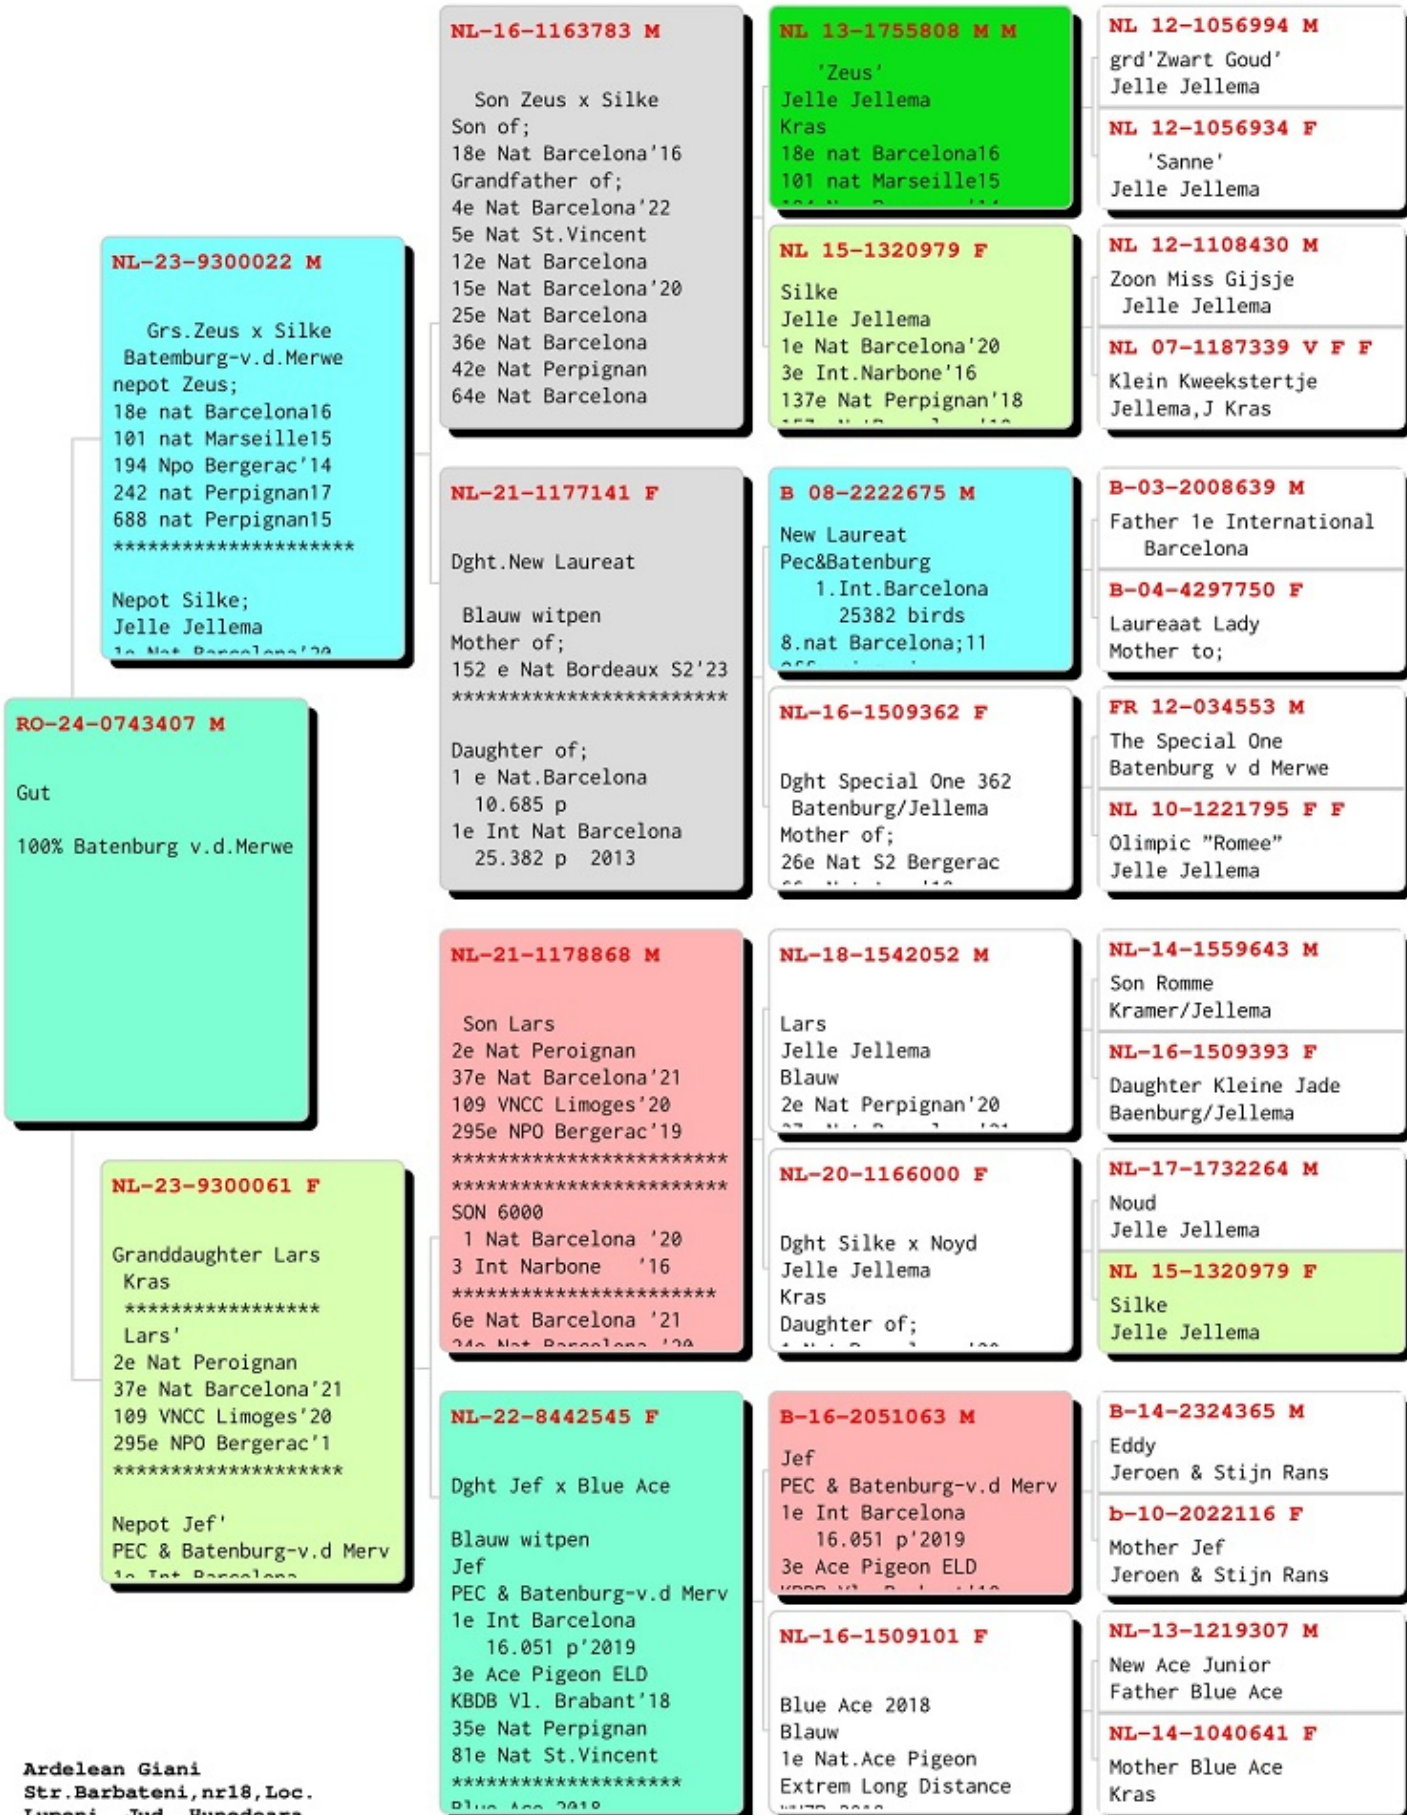 RO-24-0743407 M
Gut
100% Batenburg v.d.Merwe
NL-23-9300022 M
Grs.Zeus x Silke
Batemburg-v.d.Merwe
nepot Zeus;
18e nat Barcelona16
101 nat Marseille15
194 Npo Bergerac'14
242 nat Perpignan17
688 nat Perpignan15
*********************
Nepot Silke;
Jelle Jellema
1e Nat Barcelona'20
NL-23-9300061 F
Granddaughter Lars
Kras
*****************
Lars'
2e Nat Peroignan
37e Nat Barcelona'21
109 VNCC Limoges'20
295e NPO Bergerac'1
********************
Nepot Jef'
PEC & Batenburg-v.d Merv
1e Int Barcelona
NL-16-1163783 M
Son Zeus x Silke
Son of;
18e Nat Barcelona'16
Grandfather of;
4e Nat Barcelona'22
5e Nat St.Vincent
12e Nat Barcelona
15e Nat Barcelona'20
25e Nat Barcelona
36e Nat Barcelona
42e Nat Perpignan
64e Nat Barcelona
NL-21-1177141 F
Dght.New Laureat
Blauw witpen
Mother of;
152 e Nat Bordeaux S2'23
************************
Daughter of;
1 e Nat.Barcelona
10.685 p
1e Int Nat Barcelona
25.382 p  2013
NL-21-1178868 M
Son Lars
2e Nat Peroignan
37e Nat Barcelona'21
109 VNCC Limoges'20
295e NPO Bergerac'19
************************
************************
SON 6000
1 Nat Barcelona '20
3 Int Narbone   '16
***********************
6e Nat Barcelona '21
24e Nat Barcelona '20
NL-22-8442545 F
Dght Jef x Blue Ace
Blauw witpen
Jef
PEC & Batenburg-v.d Merv
1e Int Barcelona
16.051 p'2019
3e Ace Pigeon ELD
KBDB Vl. Brabant'18
35e Nat Perpignan
81e Nat St.Vincent
********************
Blue Ace 2018
NL 13-1755808 M M
'Zeus'
Jelle Jellema
Kras
18e nat Barcelona16
101 nat Marseille15
NL 15-1320979 F
Silke
Jelle Jellema
1e Nat Barcelona'20
3e Int.Narbone'16
137e Nat Perpignan'18
B 08-2222675 M
New Laureat
Pec&Batenburg
1.Int.Barcelona
25382 birds
8.nat Barcelona;11
NL-16-1509362 F
Dght Special One 362
Batenburg/Jellema
Mother of;
26e Nat S2 Bergerac
NL-18-1542052 M
Lars
Jelle Jellema
Blauw
2e Nat Perpignan'20
NL-20-1166000 F
Dght Silke x Noyd
Jelle Jellema
Kras
Daughter of;
B-16-2051063 M
Jef
PEC & Batenburg-v.d Merv
1e Int Barcelona
16.051 p'2019
3e Ace Pigeon ELD
NL-16-1509101 F
Blue Ace 2018
Blauw
1e Nat.Ace Pigeon
Extrem Long Distance
NL 12-1056994 M
grd'Zwart Goud'
Jelle Jellema
NL 12-1056934 F
'Sanne'
Jelle Jellema
NL 12-1108430 M
Zoon Miss Gijsje
Jelle Jellema
NL 07-1187339 V F F
Klein Kweekstertje
Jellema,J Kras
B-03-2008639 M
Father 1e International
Barcelona
B-04-4297750 F
Laureaat Lady
Mother to;
FR 12-034553 M
The Special One
Batenburg v d Merwe
NL 10-1221795 F F
Olimpic "Romee"
Jelle Jellema
NL-14-1559643 M
Son Romme
Kramer/Jellema
NL-16-1509393 F
Daughter Kleine Jade
Baenburg/Jellema
NL-17-1732264 M
Noud
Jelle Jellema
NL 15-1320979 F
Silke
Jelle Jellema
B-14-2324365 M
Eddy
Jeroen & Stijn Rans
b-10-2022116 F
Mother Jef
Jeroen & Stijn Rans
NL-13-1219307 M
New Ace Junior
Father Blue Ace
NL-14-1040641 F
Mother Blue Ace
Kras
Ardelean Giani
Str.Barbateni,nr18,Loc.